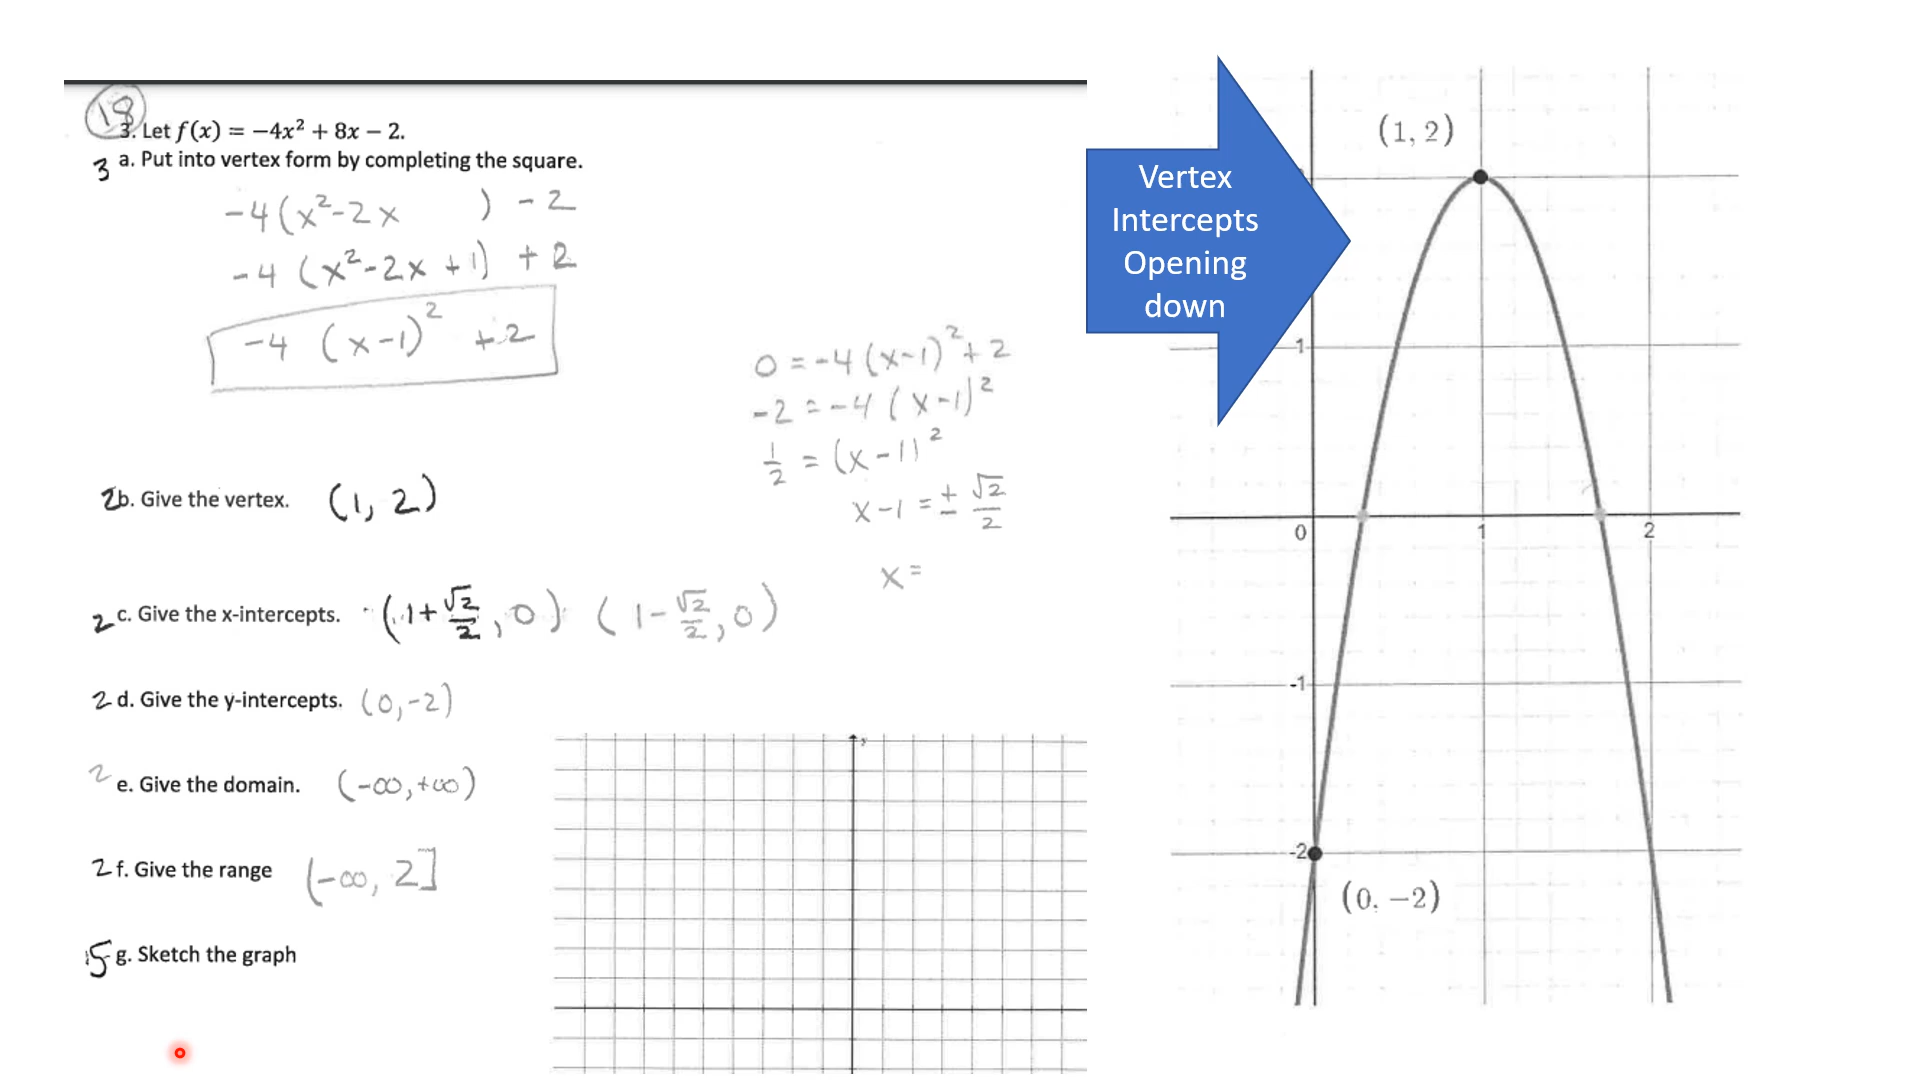 18
3. Let f(x) = −4x² + 8x − 2.
3 a. Put into vertex form by completing the square.
-4(x²-2x ) - 2
-4 (x²-2x +1) + 2
-4 (x-1)² +2
0 = -4 (x-1)² + 2
-2 = -4 (x-1)²
1/2 = (x-1)²
x-1 = ± √2/2
x =
2 b. Give the vertex. (1, 2)
2 c. Give the x-intercepts. (1+√2/2, 0) (1-√2/2, 0)
2 d. Give the y-intercepts. (0,-2)
2 e. Give the domain. (-∞,+∞)
2 f. Give the range (-∞, 2]
5 g. Sketch the graph
y
Vertex
Intercepts
Opening
down
(1, 2)
1
0 1 2
-1
-2
(0, −2)